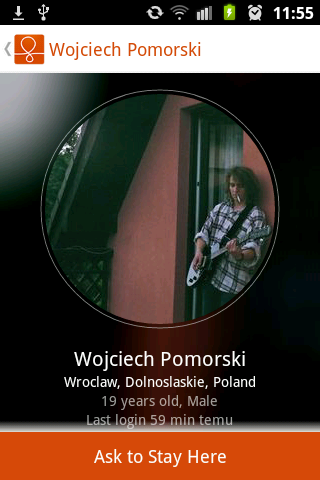 11:55
Wojciech Pomorski
Wojciech Pomorski
Wroclaw, Dolnoslaskie, Poland
19 years old, Male
Last login 59 min temu
Ask to Stay Here